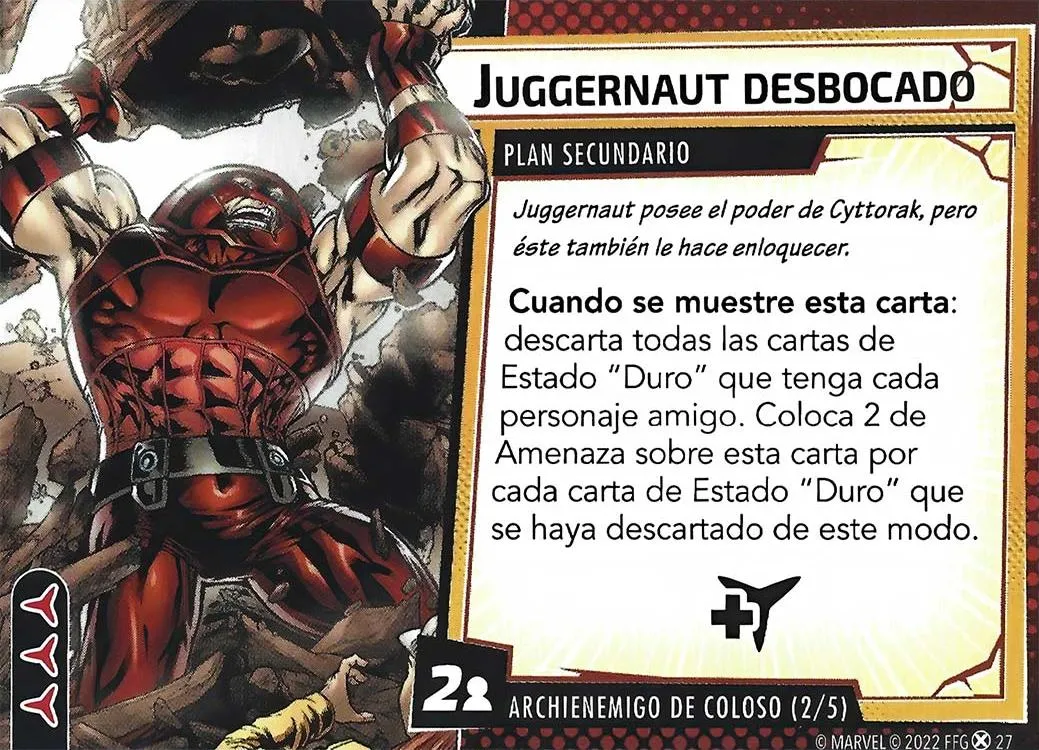 JUGGERNAUT DESBOCADO
PLAN SECUNDARIO
Juggernaut posee el poder de Cyttorak, pero
éste también le hace enloquecer.
Cuando se muestre esta carta:
descarta todas las cartas de
Estado "Duro" que tenga cada
personaje amigo. Coloca 2 de
Amenaza sobre esta carta por
cada carta de Estado "Duro" que
se haya descartado de este modo.
2
ARCHIENEMIGO DE COLOSO (2/5)
© MARVEL © 2022 FFG 27